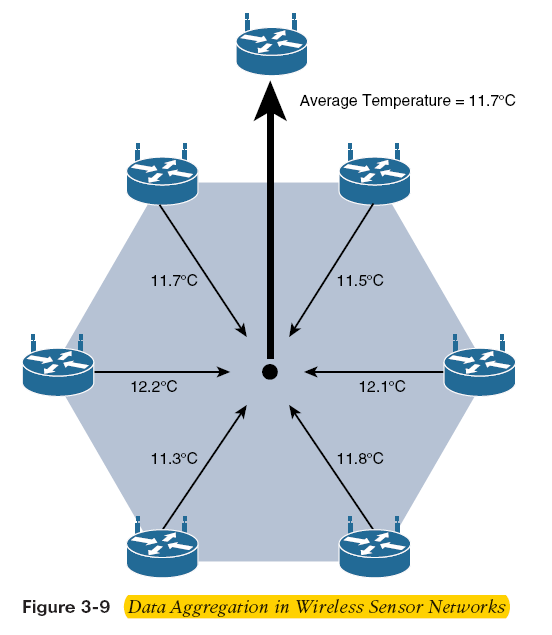 Average Temperature = 11.7°C
11.7°C
11.5°C
12.2°C
12.1°C
11.3°C
11.8°C
Figure 3-9 Data Aggregation in Wireless Sensor Networks